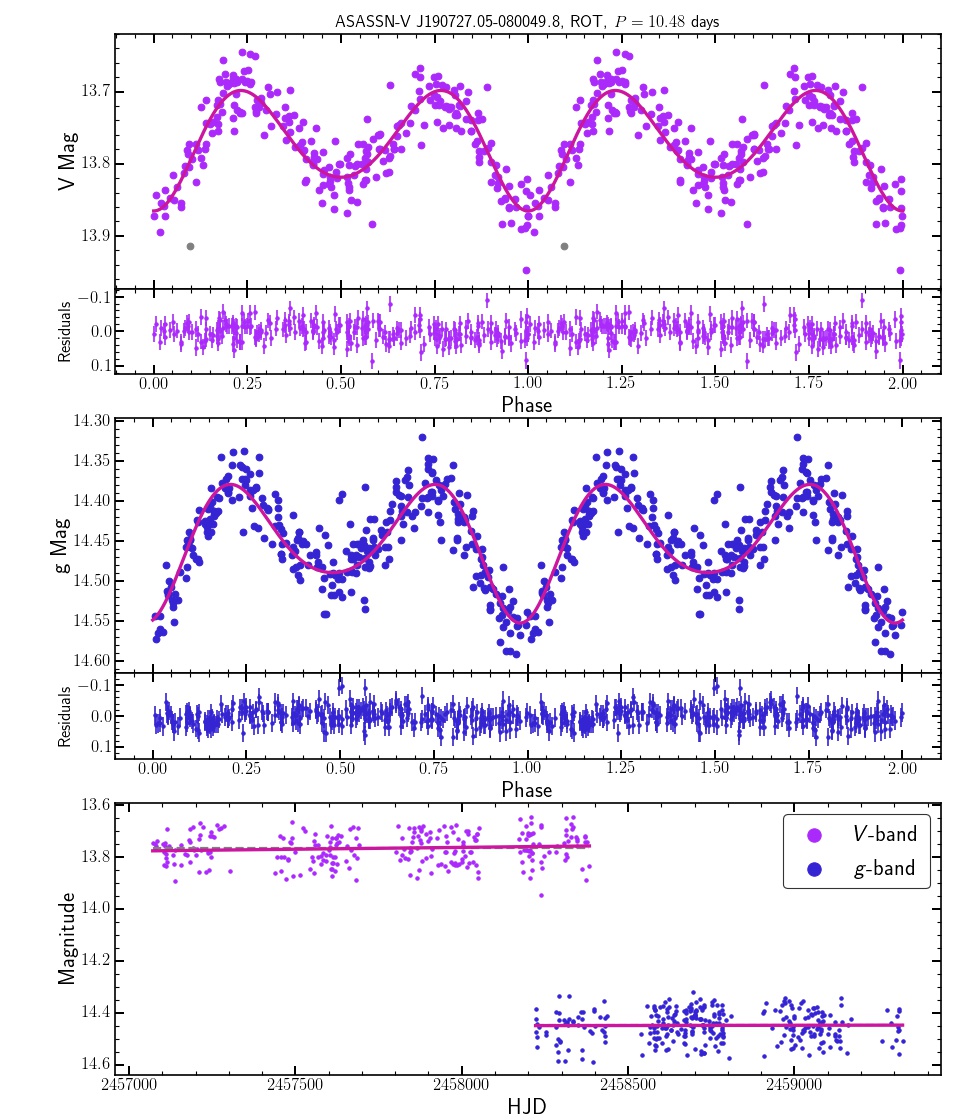 ASASSN-V J190727.05-080049.8, ROT, P = 10.48 days
13.7
13.8
13.9
V Mag
−0.1
0.0
0.1
Residuals
0.00 0.25 0.50 0.75 1.00 1.25 1.50 1.75 2.00
Phase
14.30
14.35
14.40
14.45
14.50
14.55
14.60
g Mag
−0.1
0.0
0.1
Residuals
0.00 0.25 0.50 0.75 1.00 1.25 1.50 1.75 2.00
Phase
13.6
13.8
14.0
14.2
14.4
14.6
Magnitude
V-band
g-band
2457000 2457500 2458000 2458500 2459000
HJD